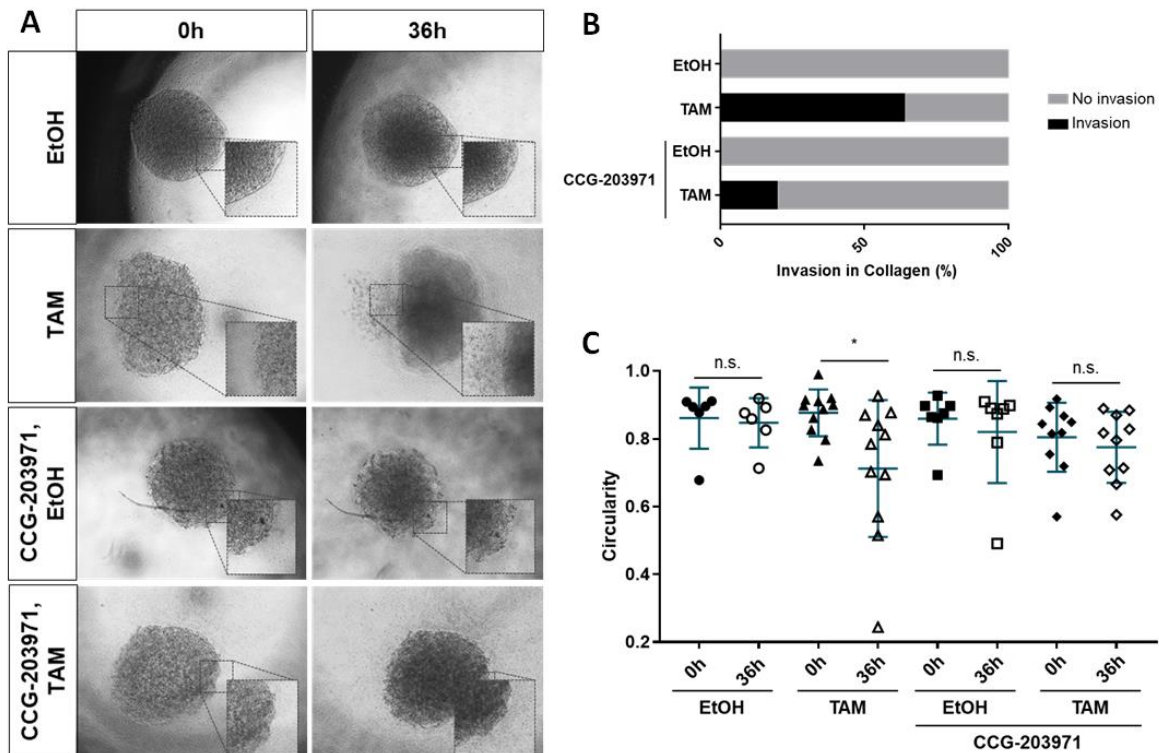 A
0h
36h
EtOH
TAM
CCG-203971,
EtOH
CCG-203971,
TAM
B
EtOH
TAM
EtOH
CCG-203971
TAM
0
50
100
Invasion in Collagen (%)
No invasion
Invasion
C
n.s.
*
n.s.
n.s.
1.0
0.8
0.6
0.4
0.2
Circularity
0h
36h
0h
36h
0h
36h
0h
36h
EtOH
TAM
EtOH
TAM
CCG-203971